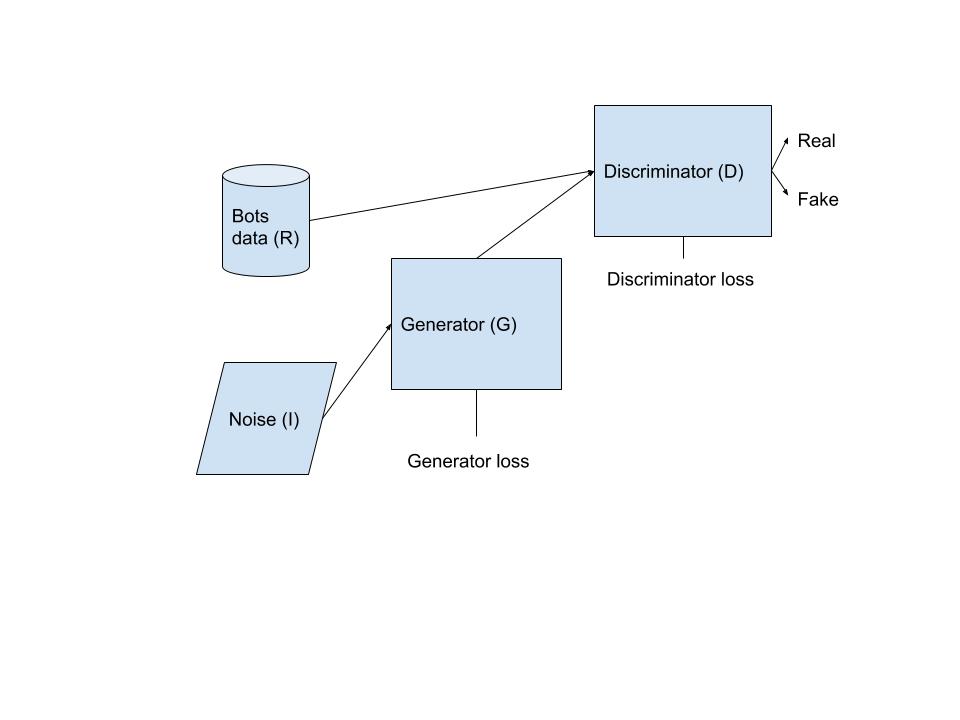 Real
Discriminator (D)
Fake
Bots
data (R)
Discriminator loss
Generator (G)
Noise (I)
Generator loss